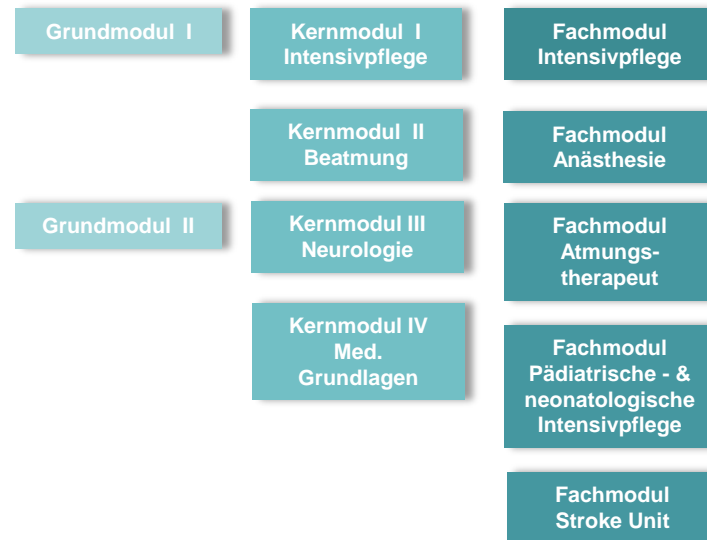 Grundmodul I
Kernmodul I
Intensivpflege
Fachmodul
Intensivpflege
Kernmodul II
Beatmung
Fachmodul
Anästhesie
Grundmodul II
Kernmodul III
Neurologie
Fachmodul
Atmungs-
therapeut
Kernmodul IV
Med.
Grundlagen
Fachmodul
Pädiatrische - &
neonatologische
Intensivpflege
Fachmodul
Stroke Unit